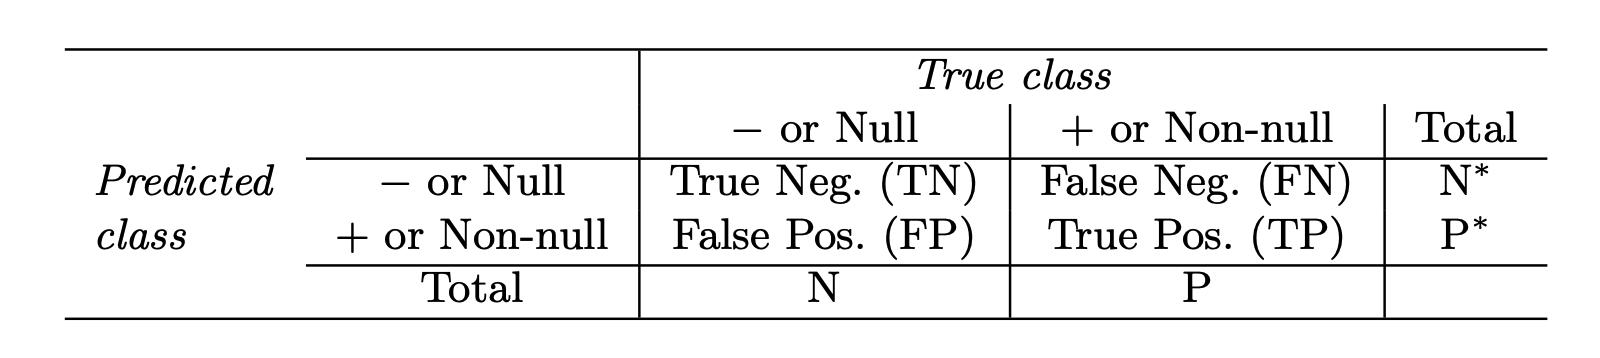 True class
− or Null + or Non-null Total
Predicted − or Null True Neg. (TN) False Neg. (FN) N*
class + or Non-null False Pos. (FP) True Pos. (TP) P*
Total N P